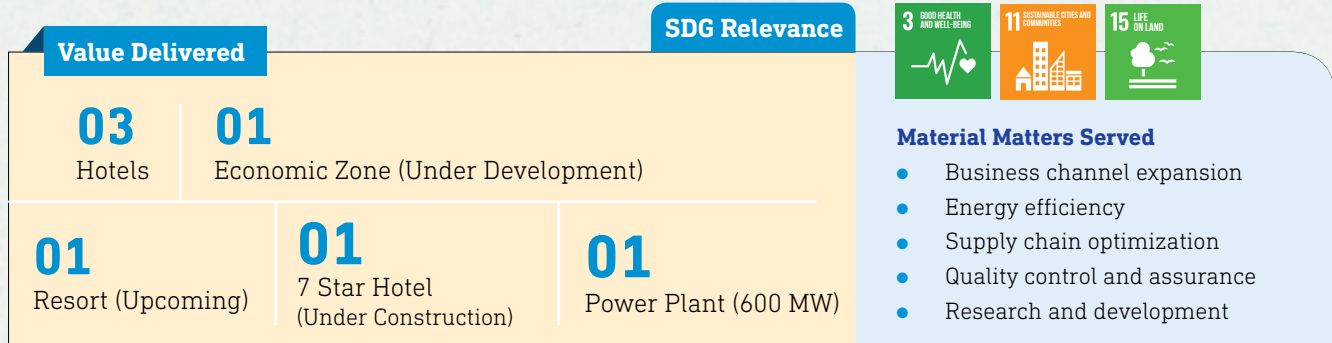 Value Delivered
SDG Relevance
3 GOOD HEALTH
AND WELL-BEING
11 SUSTAINABLE CITIES AND
COMMUNITIES
15 LIFE
ON LAND
03
Hotels
01
Economic Zone (Under Development)
01
Resort (Upcoming)
01
7 Star Hotel
(Under Construction)
01
Power Plant (600 MW)
Material Matters Served
● Business channel expansion
● Energy efficiency
● Supply chain optimization
● Quality control and assurance
● Research and development